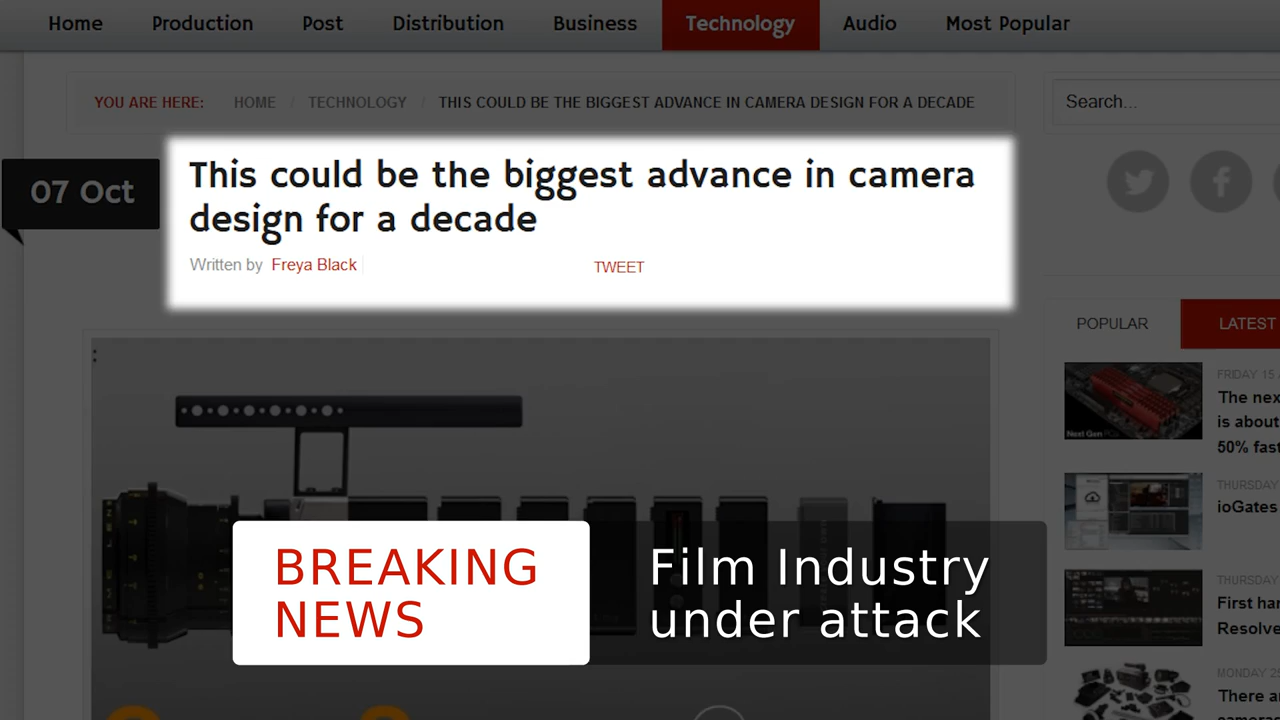 Home Production Post Distribution Business Technology Audio Most Popular
YOU ARE HERE: HOME / TECHNOLOGY / THIS COULD BE THE BIGGEST ADVANCE IN CAMERA DESIGN FOR A DECADE
Search...
07 Oct
This could be the biggest advance in camera
design for a decade
Written by Freya Black
TWEET
POPULAR
LATEST
FRIDAY 15
The nex
is about
50% fast
Next Gen
THURSDAY
ioGates
THURSDAY
First har
Resolve
MONDAY 25
There a
BREAKING
NEWS
Film Industry
under attack